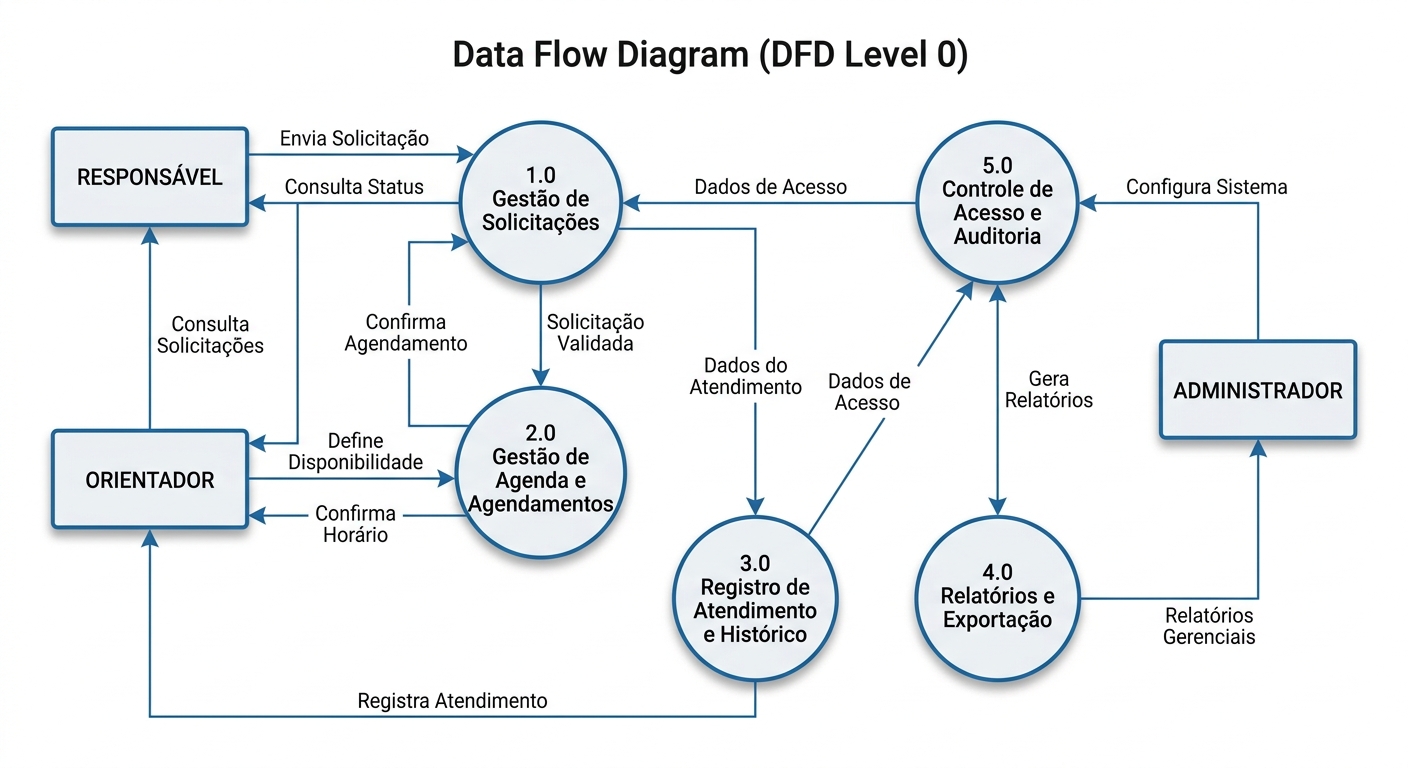 Data Flow Diagram (DFD Level 0)
RESPONSÁVEL
Envia Solicitação
Consulta Status
1.0
Gestão de
Solicitações
Dados de Acesso
5.0
Controle de
Acesso e
Auditoria
Configura Sistema
Consulta
Solicitações
Confirma
Agendamento
Solicitação
Validada
Dados do
Atendimento
Dados de
Acesso
Gera
Relatórios
ADMINISTRADOR
ORIENTADOR
Define
Disponibilidade
Confirma
Horário
2.0
Gestão de
Agenda e
Agendamentos
3.0
Registro de
Atendimento
e Histórico
4.0
Relatórios e
Exportação
Relatórios
Gerenciais
Registra Atendimento